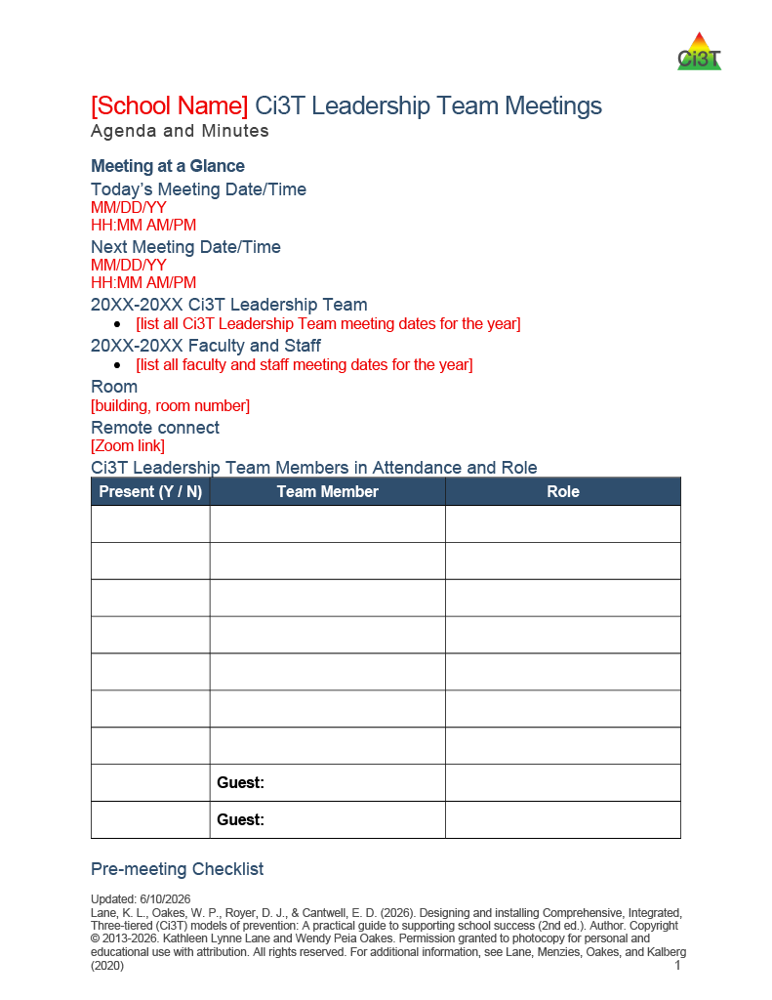 Ci3T
[School Name] Ci3T Leadership Team Meetings
Agenda and Minutes
Meeting at a Glance
Today’s Meeting Date/Time
MM/DD/YY
HH:MM AM/PM
Next Meeting Date/Time
MM/DD/YY
HH:MM AM/PM
20XX-20XX Ci3T Leadership Team
• [list all Ci3T Leadership Team meeting dates for the year]
20XX-20XX Faculty and Staff
• [list all faculty and staff meeting dates for the year]
Room
[building, room number]
Remote connect
[Zoom link]
Ci3T Leadership Team Members in Attendance and Role
Present (Y / N) Team Member Role
Guest:
Guest:
Pre-meeting Checklist
Updated: 6/10/2026
Lane, K. L., Oakes, W. P., Royer, D. J., & Cantwell, E. D. (2026). Designing and installing Comprehensive, Integrated,
Three-tiered (Ci3T) models of prevention: A practical guide to supporting school success (2nd ed.). Author. Copyright
© 2013-2026. Kathleen Lynne Lane and Wendy Peia Oakes. Permission granted to photocopy for personal and
educational use with attribution. All rights reserved. For additional information, see Lane, Menzies, Oakes, and Kalberg
(2020) 1